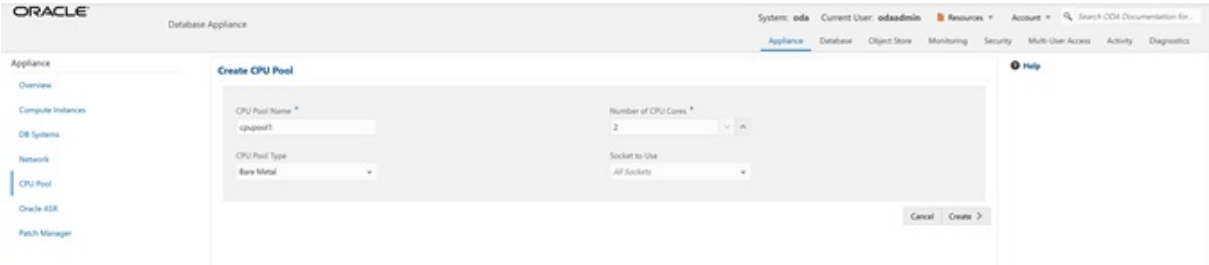 ORACLE
Database Appliance
System: oda Current User: odaadmin Resources Account Search ODA Documentation for...
Appliance Database Object Store Monitoring Security Multi-User Access Activity Diagnostics
Appliance
Overview
Compute Instances
DB Systems
Network
CPU Pool
Oracle ASR
Patch Manager
Create CPU Pool
CPU Pool Name *
cpupool1
Number of CPU Cores *
2
CPU Pool Type
Bare Metal
Socket to Use
All Sockets
Cancel Create >
? Help